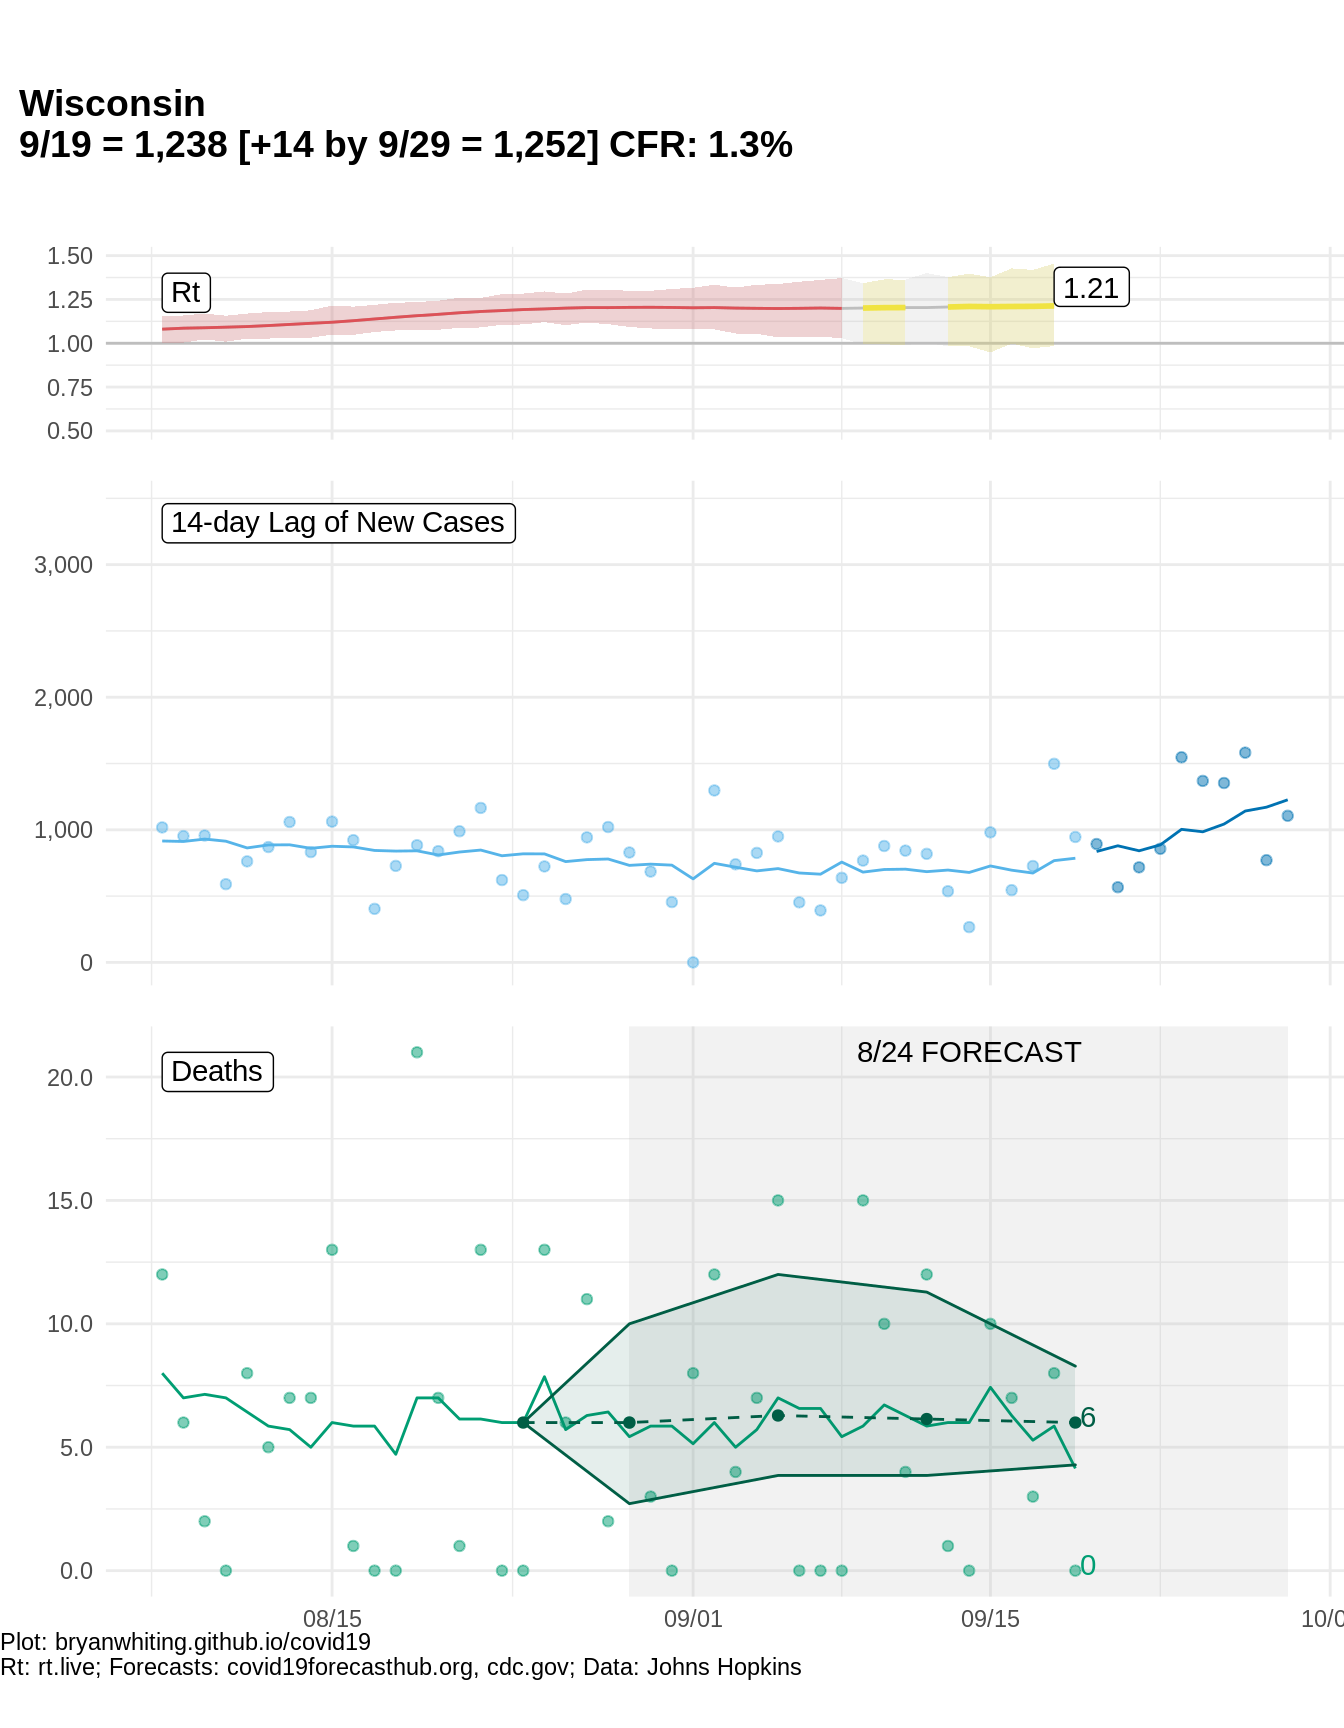 Wisconsin
9/19 = 1,238 [+14 by 9/29 = 1,252] CFR: 1.3%
1.50
Rt
1.21
1.25
1.00
0.75
0.50
14-day Lag of New Cases
3,000
2,000
1,000
0
8/24 FORECAST
Deaths
20.0
15.0
10.0
6
5.0
0
0.0
08/15 09/01 09/15 10/0
Plot: bryanwhiting.github.io/covid19
Rt: rt.live; Forecasts: covid19forecasthub.org, cdc.gov; Data: Johns Hopkins